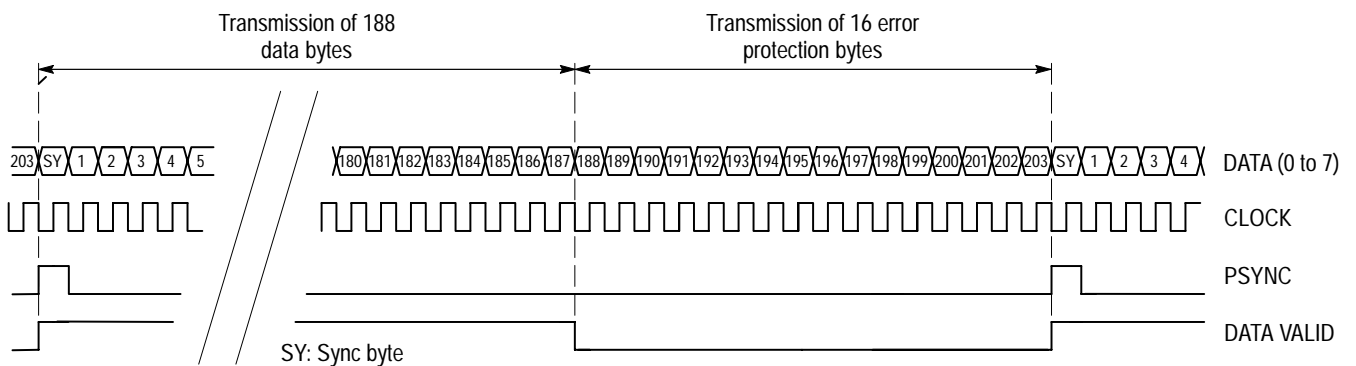 Transmission of 188
data bytes
Transmission of 16 error
protection bytes
203 SY 1 2 3 4 5 180 181 182 183 184 185 186 187 188 189 190 191 192 193 194 195 196 197 198 199 200 201 202 203 SY 1 2 3 4 DATA (0 to 7)
CLOCK
PSYNC
DATA VALID
SY: Sync byte